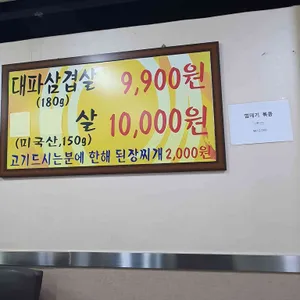 대파삼겹살 9,900원
(180g)
살 10,000원
(미국산,150g)
고기드시는분에 한해 된장찌개 2,000원